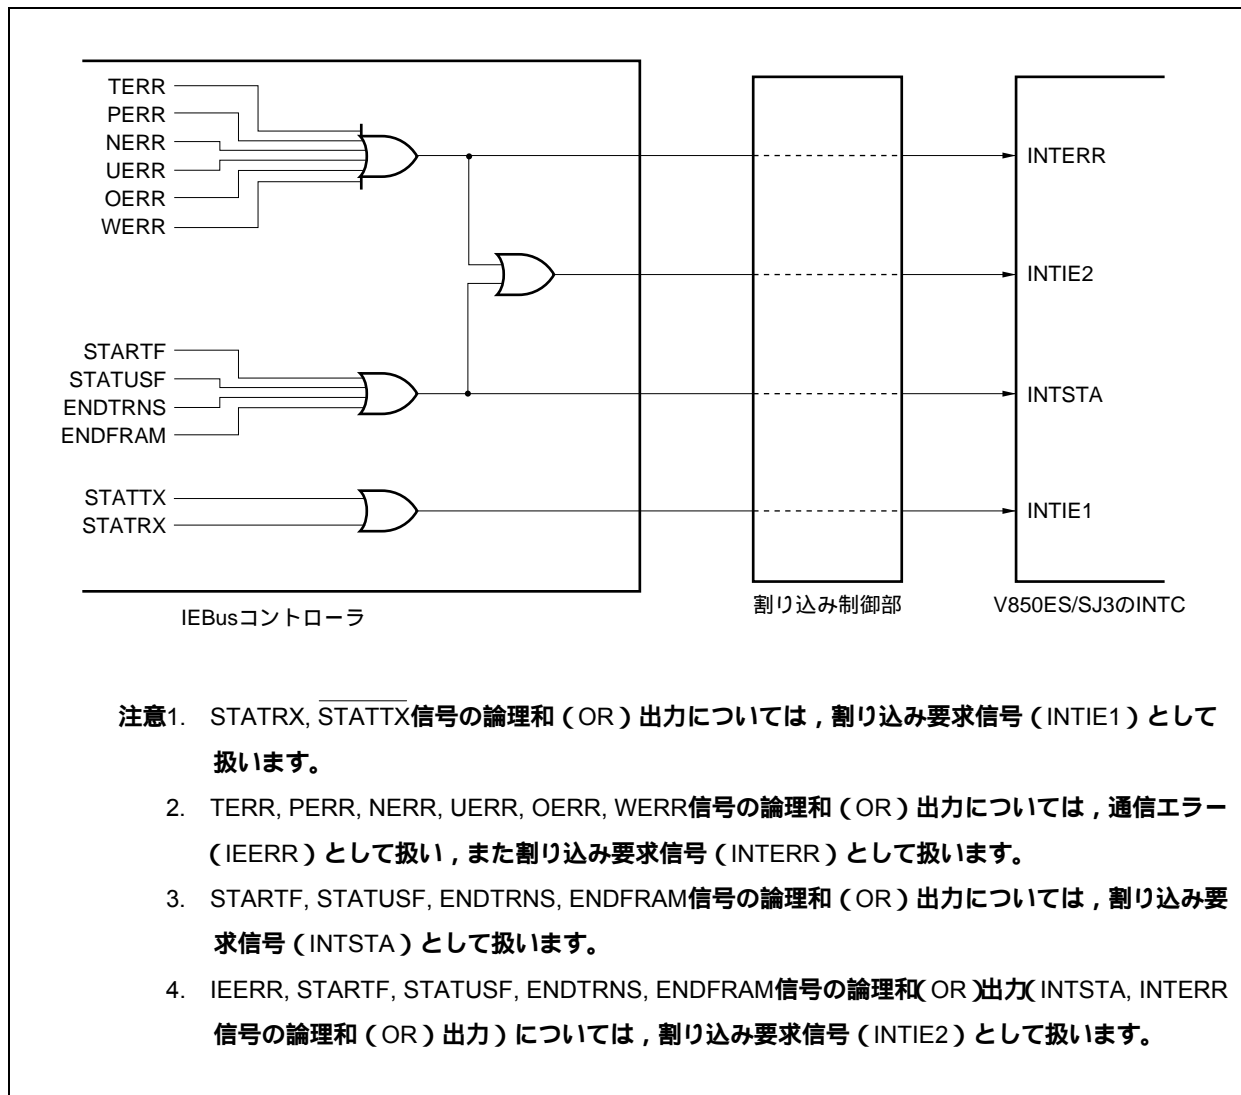 TERR
PERR
NERR
UERR
OERR
WERR
INTERR
INTIE2
STARTF
STATUSF
ENDTRNS
ENDFRAM
INTSTA
STATTX
STATRX
INTIE1
IEBusコントローラ
割り込み制御部
V850ES/SJ3のINTC
注意1. STATRX, STATTX信号の論理和（OR）出力については，割り込み要求信号（INTIE1）として
扱います。
2. TERR, PERR, NERR, UERR, OERR, WERR信号の論理和（OR）出力については，通信エラー
（IEERR）として扱い，また割り込み要求信号（INTERR）として扱います。
3. STARTF, STATUSF, ENDTRNS, ENDFRAM信号の論理和（OR）出力については，割り込み要
求信号（INTSTA）として扱います。
4. IEERR, STARTF, STATUSF, ENDTRNS, ENDFRAM信号の論理和（OR）出力（INTSTA, INTERR
信号の論理和（OR）出力）については，割り込み要求信号（INTIE2）として扱います。